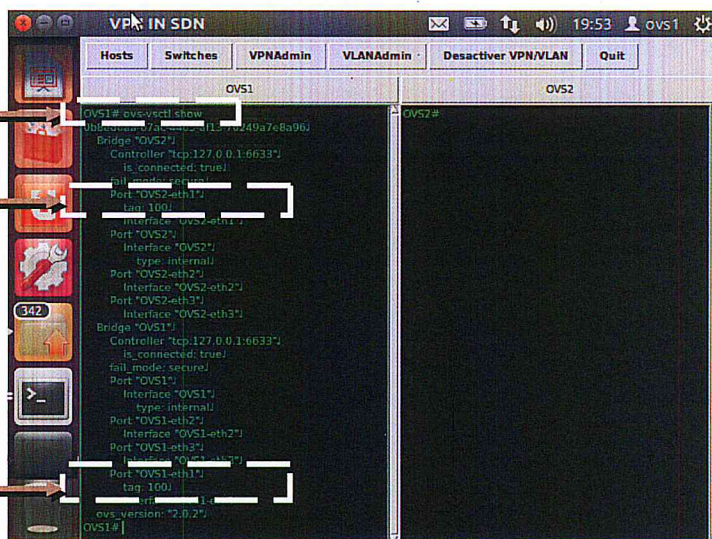 VPN IN SDN
19:53 ovs1
Hosts Switches VPNAdmin VLANAdmin Desactiver VPN/VLAN Quit
OVS1 OVS2
OVS1# ovs-vsctl show
OVS2#
Bridge "OVS2"
Controller "tcp:127.0.0.1:6633"
is_connected: true
fail_mode: secure
Port "OVS2-eth1"
tag: 100
Interface "OVS2-eth1"
Port "OVS2"
Interface "OVS2"
type: internal
Port "OVS2-eth2"
Interface "OVS2-eth2"
Port "OVS2-eth3"
Interface "OVS2-eth3"
Bridge "OVS1"
Controller "tcp:127.0.0.1:6633"
is_connected: true
fail_mode: secure
Port "OVS1"
Interface "OVS1"
type: internal
Port "OVS1-eth2"
Interface "OVS1-eth2"
Port "OVS1-eth3"
Interface "OVS1-eth3"
Port "OVS1-eth1"
tag: 100
ovs_version: "2.0.2"
OVS1#
342
>_